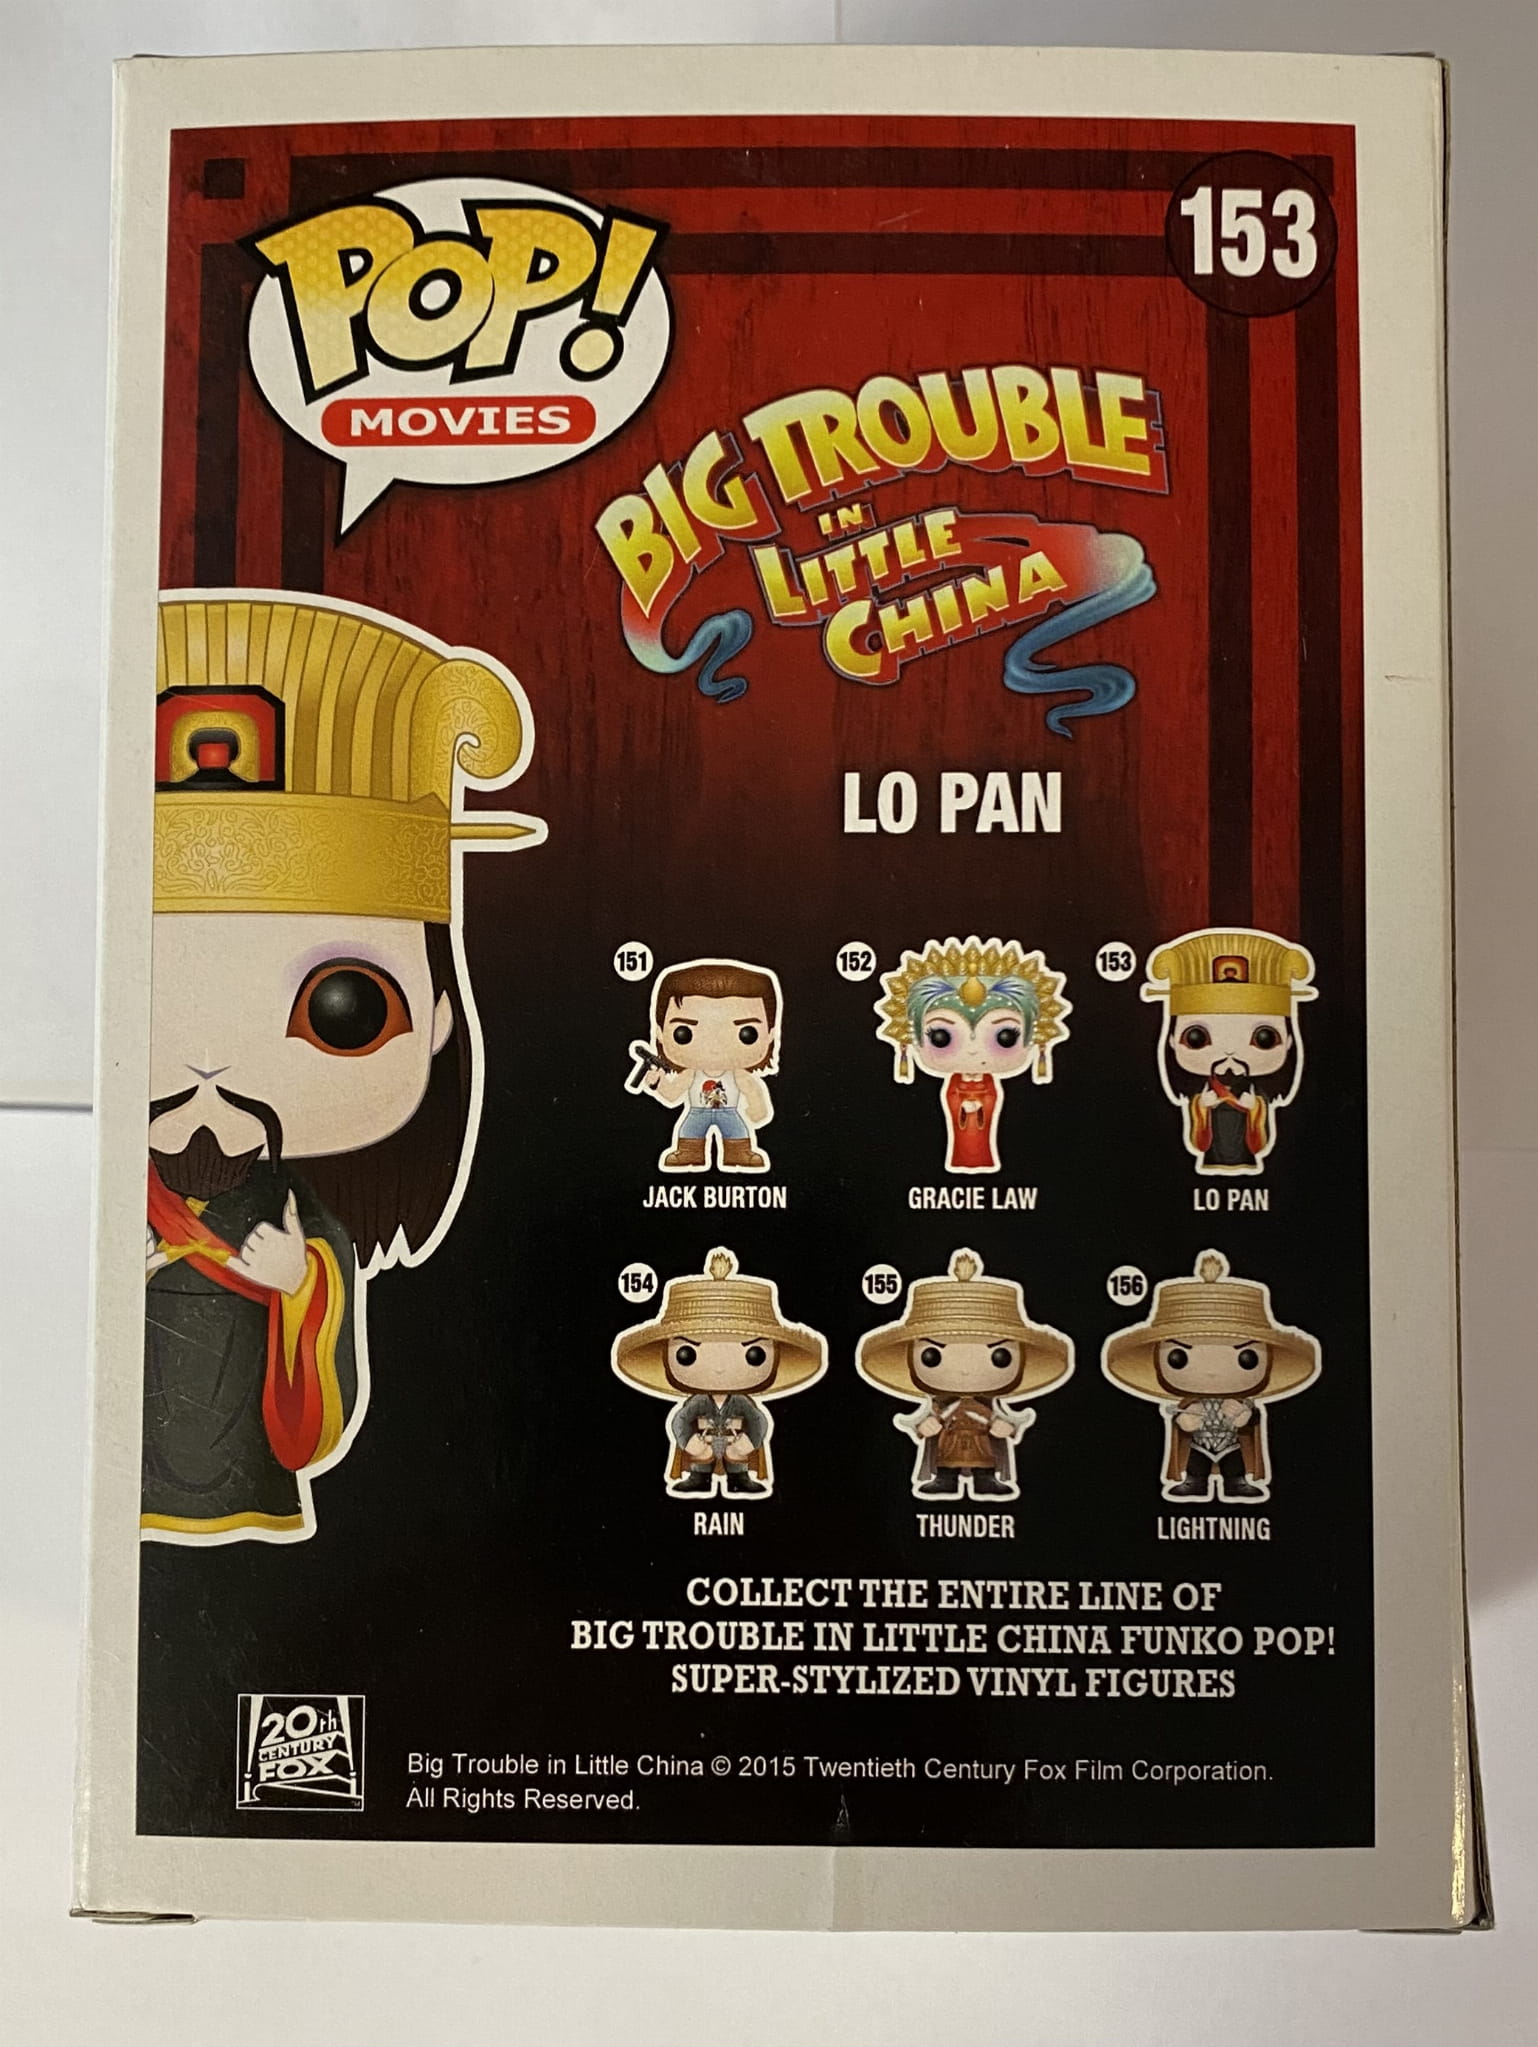 POP!
MOVIES
153
BIG TROUBLE
IN
LITTLE
CHINA
LO PAN
151
152
153
JACK BURTON
GRACIE LAW
LO PAN
154
155
156
RAIN
THUNDER
LIGHTNING
COLLECT THE ENTIRE LINE OF
BIG TROUBLE IN LITTLE CHINA FUNKO POP!
SUPER-STYLIZED VINYL FIGURES
20th
CENTURY
FOX
Big Trouble in Little China © 2015 Twentieth Century Fox Film Corporation.
All Rights Reserved.